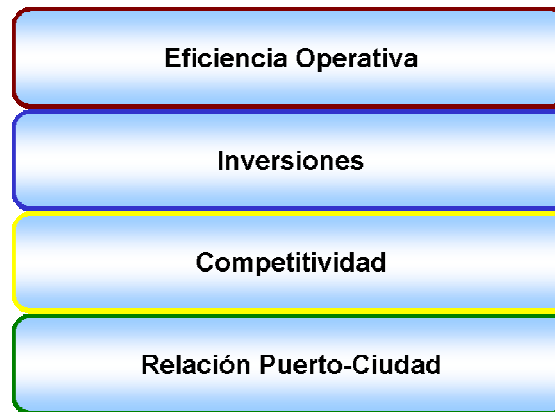 Eficiencia Operativa
Inversiones
Competitividad
Relación Puerto-Ciudad